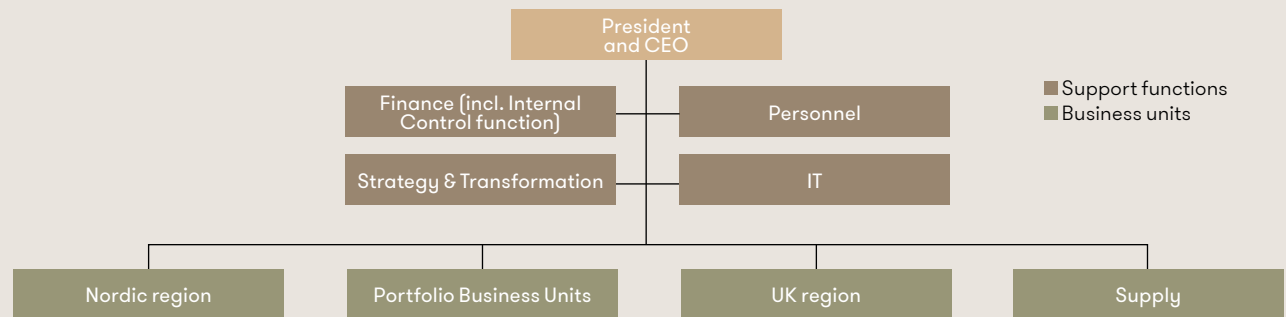 President
and CEO
Finance (incl. Internal
Control function)
Personnel
Support functions
Business units
Strategy & Transformation
IT
Nordic region
Portfolio Business Units
UK region
Supply